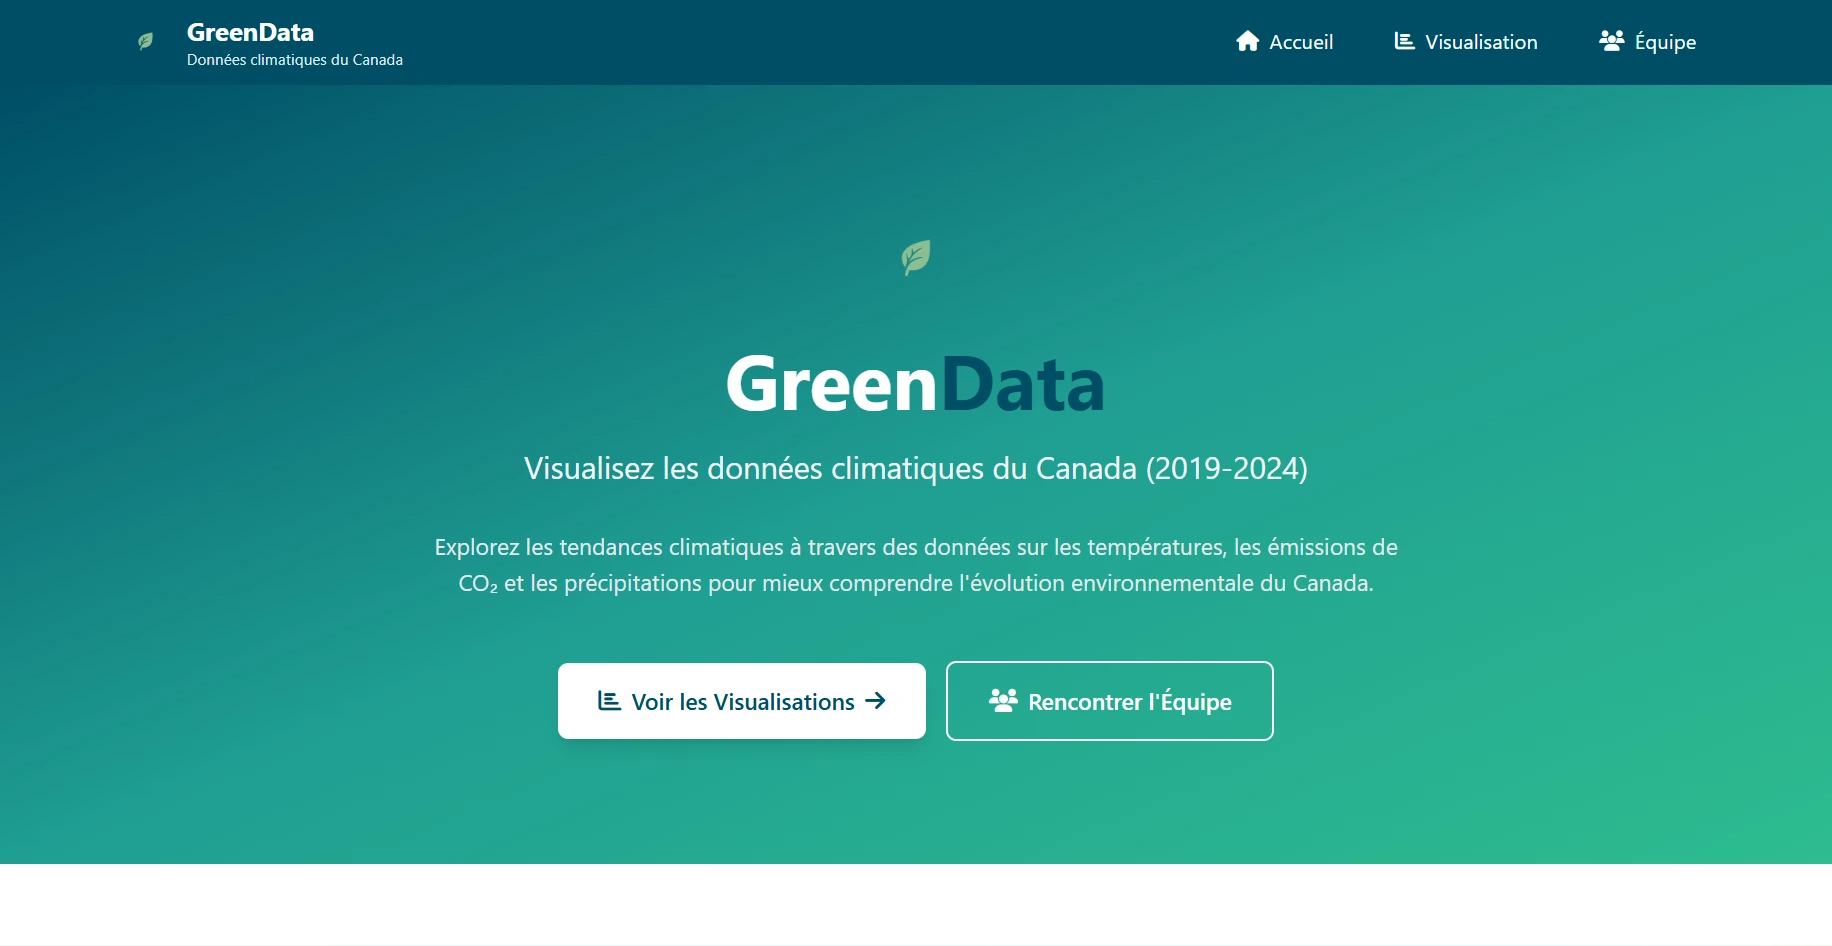 GreenData
Données climatiques du Canada
Accueil
Visualisation
Équipe
GreenData
Visualisez les données climatiques du Canada (2019-2024)
Explorez les tendances climatiques à travers des données sur les températures, les émissions de
CO₂ et les précipitations pour mieux comprendre l'évolution environnementale du Canada.
Voir les Visualisations →
Rencontrer l'Équipe